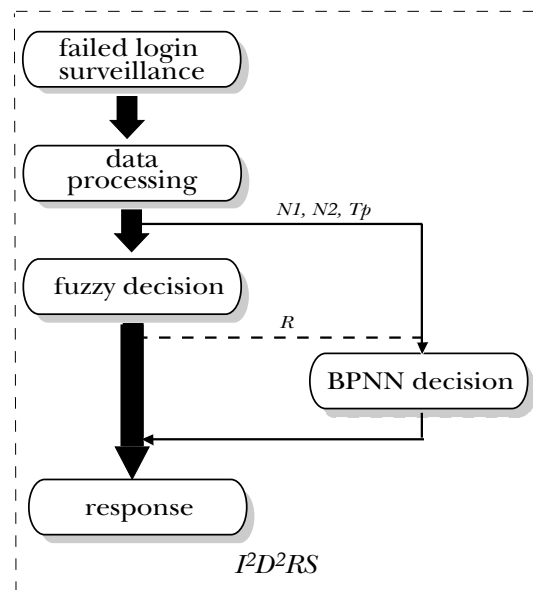 failed login
surveillance
data
processing
N1, N2, Tp
fuzzy decision
R
BPNN decision
response
I²D²RS